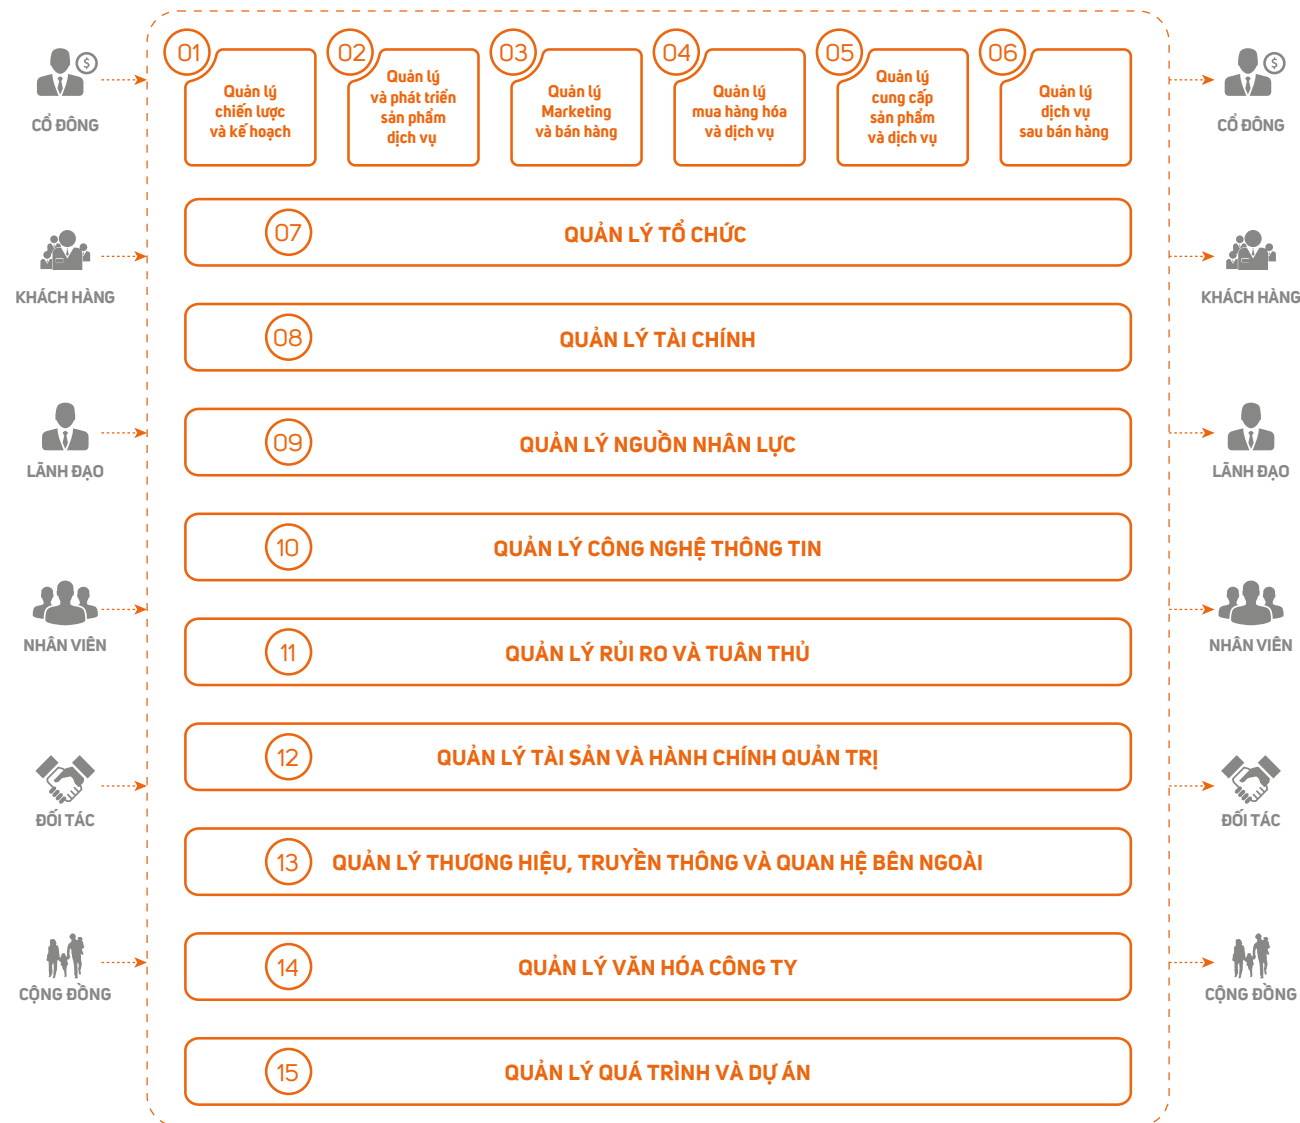 01
Quản lý
chiến lược
và kế hoạch
02
Quản lý
và phát triển
sản phẩm
dịch vụ
03
Quản lý
Marketing
và bán hàng
04
Quản lý
mua hàng hóa
và dịch vụ
05
Quản lý
cung cấp
sản phẩm
và dịch vụ
06
Quản lý
dịch vụ
sau bán hàng
$
CỔ ĐÔNG
$
CỔ ĐÔNG
07 QUẢN LÝ TỔ CHỨC
KHÁCH HÀNG
KHÁCH HÀNG
08 QUẢN LÝ TÀI CHÍNH
09 QUẢN LÝ NGUỒN NHÂN LỰC
LÃNH ĐẠO
LÃNH ĐẠO
10 QUẢN LÝ CÔNG NGHỆ THÔNG TIN
NHÂN VIÊN
NHÂN VIÊN
11 QUẢN LÝ RỦI RO VÀ TUÂN THỦ
12 QUẢN LÝ TÀI SẢN VÀ HÀNH CHÍNH QUẢN TRỊ
ĐỐI TÁC
ĐỐI TÁC
13 QUẢN LÝ THƯƠNG HIỆU, TRUYỀN THÔNG VÀ QUAN HỆ BÊN NGOÀI
14 QUẢN LÝ VĂN HÓA CÔNG TY
CỘNG ĐỒNG
CỘNG ĐỒNG
15 QUẢN LÝ QUÁ TRÌNH VÀ DỰ ÁN